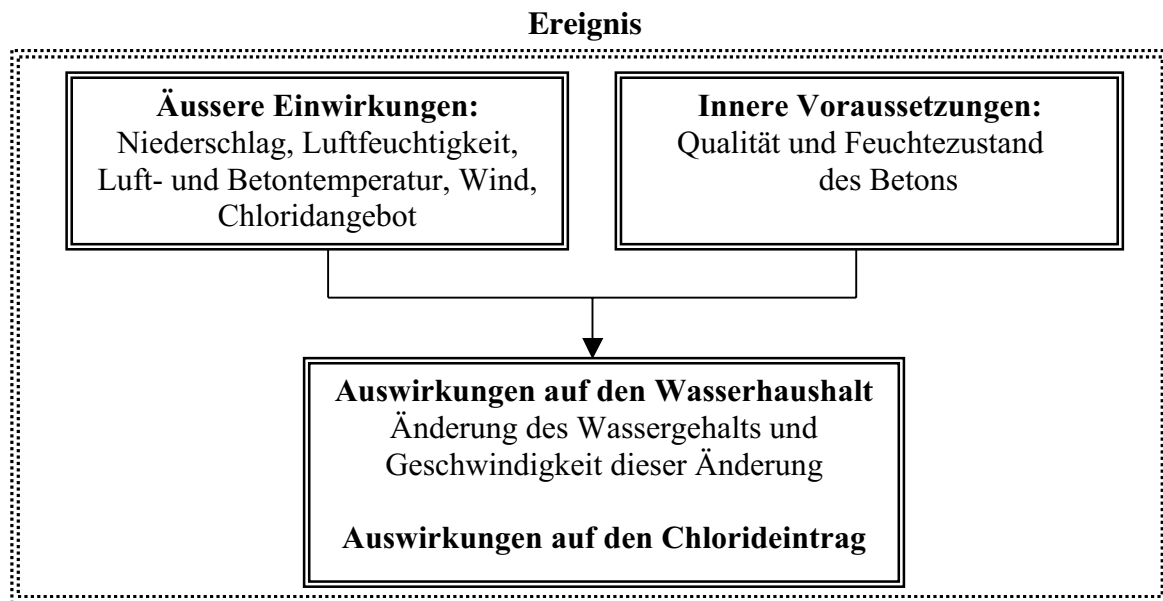 Ereignis
Äussere Einwirkungen:
Niederschlag, Luftfeuchtigkeit,
Luft- und Betontemperatur, Wind,
Chloridangebot
Innere Voraussetzungen:
Qualität und Feuchtezustand
des Betons
Auswirkungen auf den Wasserhaushalt
Änderung des Wassergehalts und
Geschwindigkeit dieser Änderung
Auswirkungen auf den Chlorideintrag